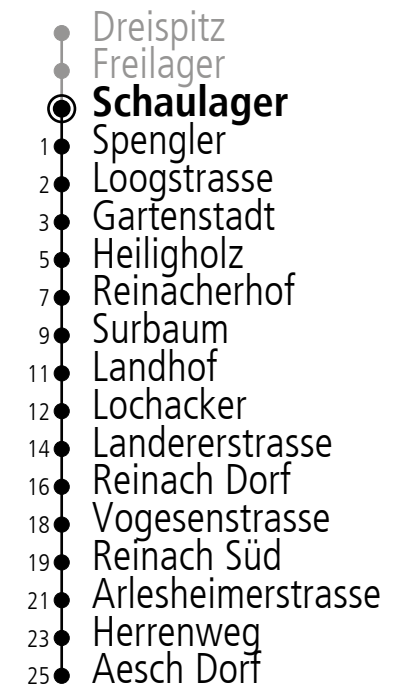 Dreispitz
Freilager
Schaulager
1 Spengler
2 Loogstrasse
3 Gartenstadt
5 Heiligholz
7 Reinacherhof
9 Surbaum
11 Landhof
12 Lochacker
14 Landererstrasse
16 Reinach Dorf
18 Vogesenstrasse
19 Reinach Süd
21 Arlesheimerstrasse
23 Herrenweg
25 Aesch Dorf